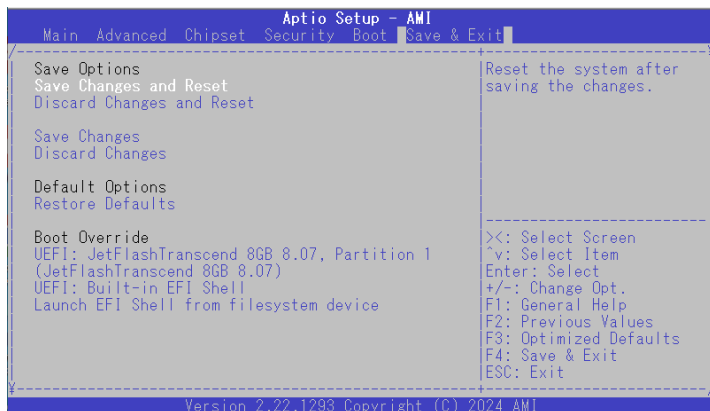 Aptio Setup - AMI
Main Advanced Chipset Security Boot Save & Exit
Save Options
Save Changes and Reset
Discard Changes and Reset
Save Changes
Discard Changes
Default Options
Restore Defaults
Boot Override
UEFI: JetFlashTranscend 8GB 8.07, Partition 1
(JetFlashTranscend 8GB 8.07)
UEFI: Built-in EFI Shell
Launch EFI Shell from filesystem device
Reset the system after
saving the changes.
><: Select Screen
^v: Select Item
Enter: Select
+/-: Change Opt.
F1: General Help
F2: Previous Values
F3: Optimized Defaults
F4: Save & Exit
ESC: Exit
Version 2.22.1293 Copyright (C) 2024 AMI